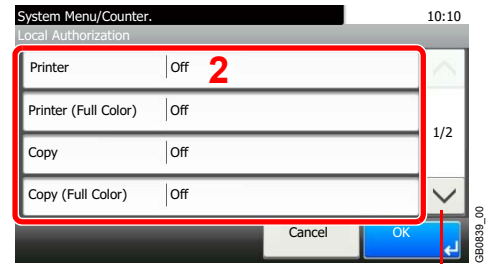 System Menu/Counter. 10:10
Local Authorization
Printer Off 2
Printer (Full Color) Off
1/2
Copy Off
Copy (Full Color) Off
Cancel OK
GB0839_00